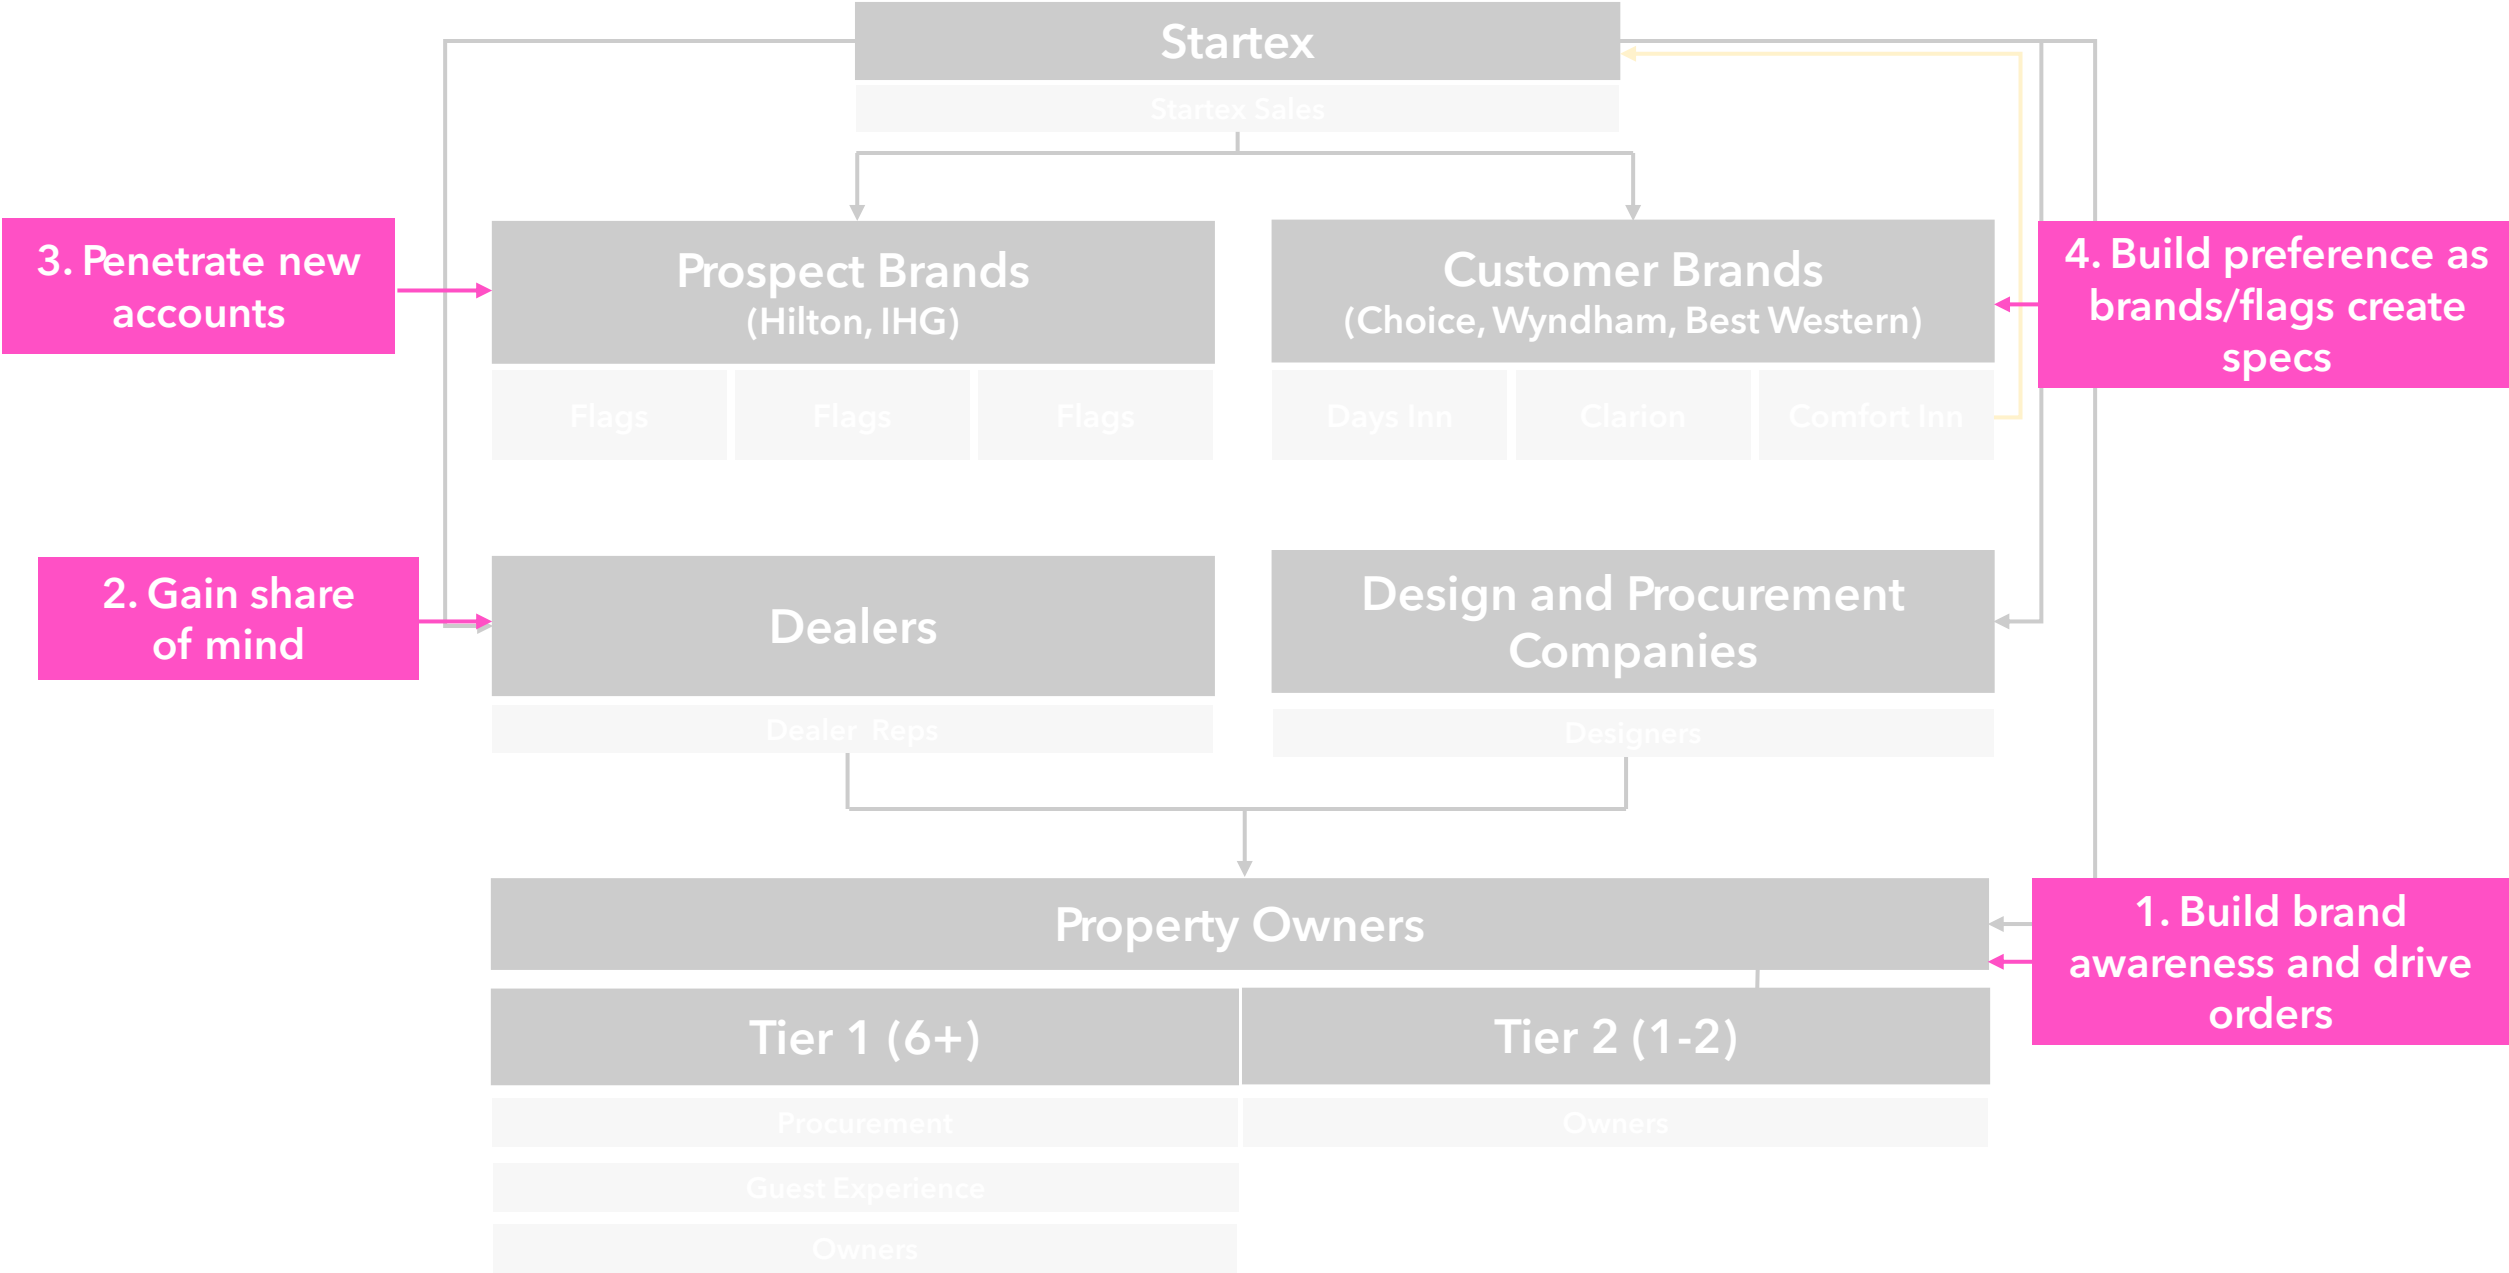 Startex
Startex Sales
3. Penetrate new
accounts
Prospect Brands
(Hilton, IHG)
Customer Brands
(Choice, Wyndham, Best Western)
4. Build preference as
brands/flags create
specs
Flags
Flags
Flags
Days Inn
Clarion
Comfort Inn
2. Gain share
of mind
Dealers
Design and Procurement
Companies
Dealer Reps
Designers
Property Owners
1. Build brand
awareness and drive
orders
Tier 1 (6+)
Tier 2 (1-2)
Procurement
Owners
Guest Experience
Owners